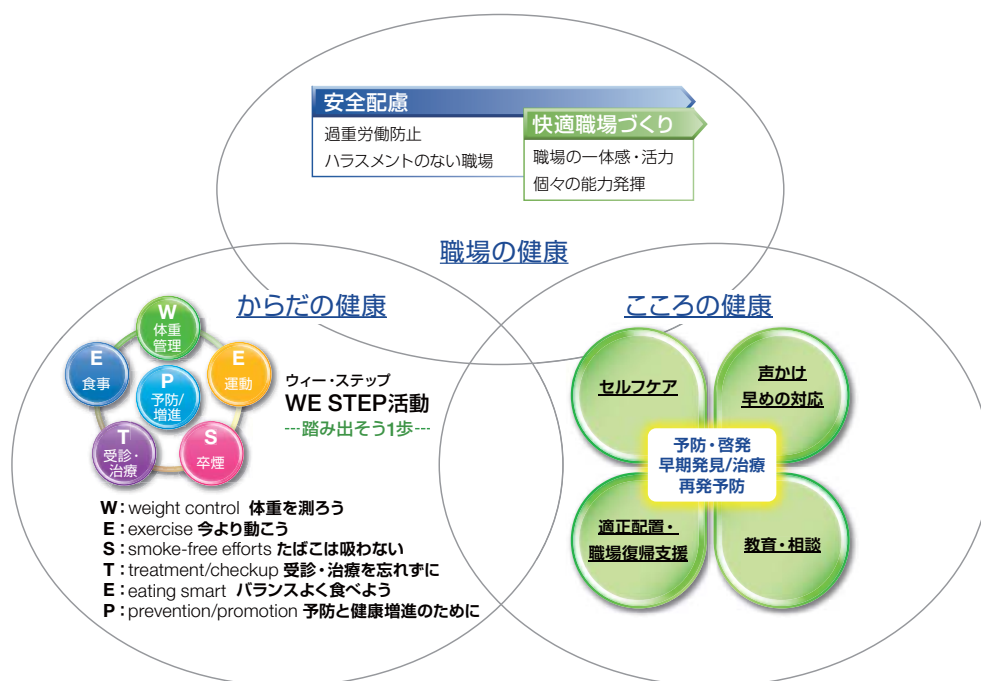 安全配慮
過重労働防止
ハラスメントのない職場
快適職場づくり
職場の一体感・活力
個々の能力発揮
職場の健康
からだの健康
W
体重
管理
E
運動
S
卒煙
T
受診・
治療
E
食事
P
予防/
増進
ウィー・ステップ
WE STEP活動
---踏み出そう1歩---
W：weight control 体重を測ろう
E：exercise 今より動こう
S：smoke-free efforts たばこは吸わない
T：treatment/checkup 受診・治療を忘れずに
E：eating smart バランスよく食べよう
P：prevention/promotion 予防と健康増進のために
こころの健康
セルフケア
声かけ
早めの対応
予防・啓発
早期発見/治療
再発予防
適正配置・
職場復帰支援
教育・相談